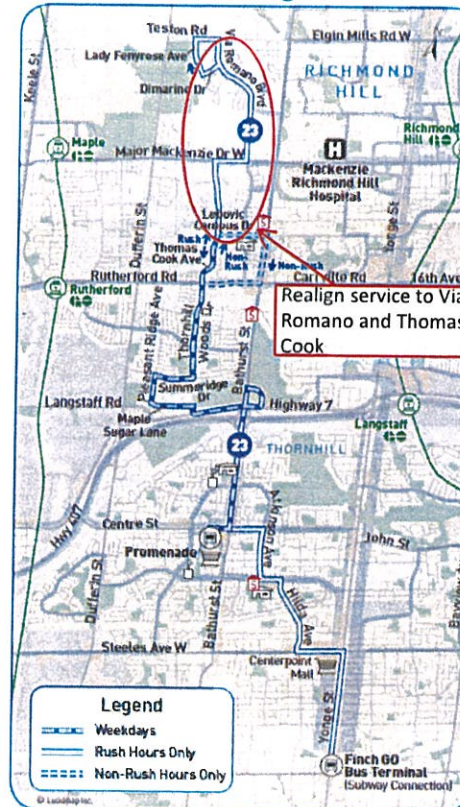 Teston Rd
Via Romano Blvd
Elgin Mills Rd W
Keele St
Lady Fenyrose Ave
RICHMOND
HILL
Dimarino Dr
23
Maple
Major Mackenzie Dr W
Richmond
Hill
H
Mackenzie
Richmond Hill
Hospital
Yonge St
Dufferin St
Lebovic
Campus D
Rush
Thomas
Cook Ave
Non-
Rush
Non-Rush
Rutherford Rd
Carrville Rd
16th Ave
Rutherford
Realign service to Via
Romano and Thomas
Cook
Pleasant Ridge Ave
Thornhill
Woods Dr
Bathurst St
Summeridge
Dr
Langstaff Rd
Highway 7
Maple
Sugar Lane
Langstaff
THORNHILL
23
Hwy 407
Centre St
Atkinson Ave
John St
Promenade
Dufferin St
Bathurst St
Hilda Ave
Steeles Ave W
Centerpoint
Mall
Yonge St
Legend
Weekdays
Rush Hours Only
Non-Rush Hours Only
Finch GO
Bus Terminal
(Subway Connection)